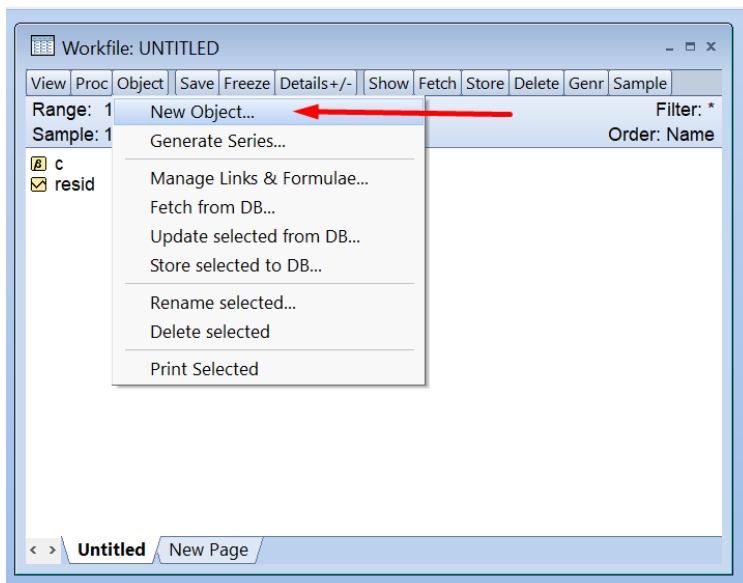 Workfile: UNTITLED
View Proc Object Save Freeze Details+/- Show Fetch Store Delete Genr Sample
Range: 1 Filter: *
Sample: 1 Order: Name
New Object...
Generate Series...
Manage Links & Formulae...
Fetch from DB...
Update selected from DB...
Store selected to DB...
Rename selected...
Delete selected
Print Selected
β c
resid
< > Untitled New Page